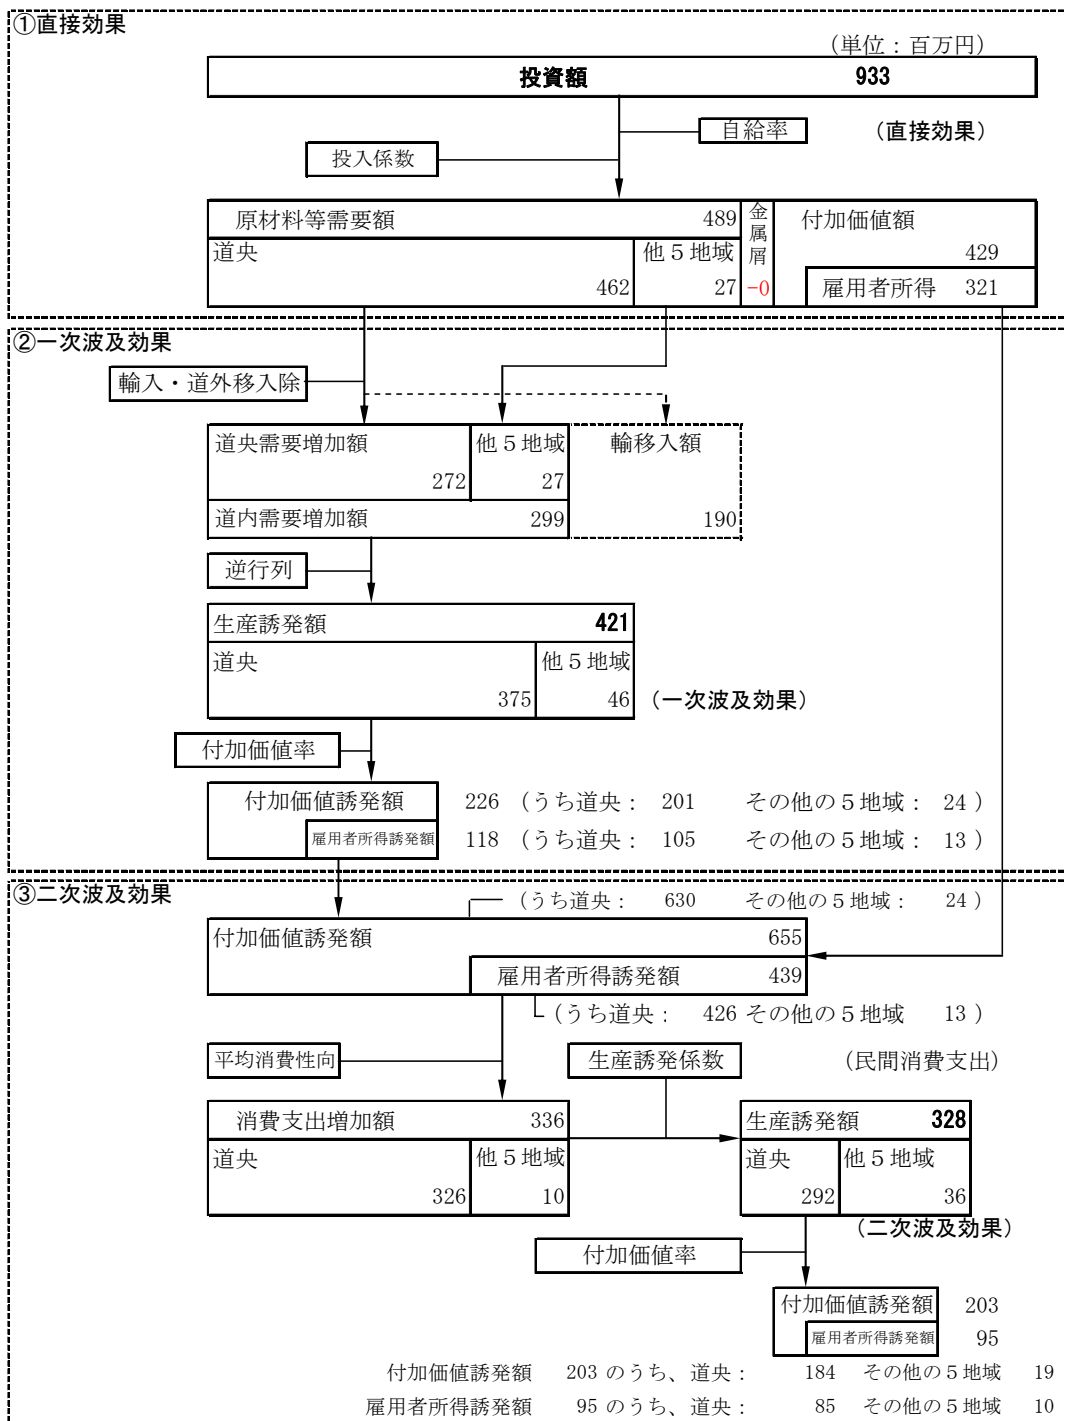 ①直接効果
（単位：百万円）
投資額 933
自給率 （直接効果）
投入係数
原材料等需要額 489 金属屑 付加価値額
道央 他５地域 429
462 27 -0 雇用者所得 321
②一次波及効果
輸入・道外移入除
道央需要増加額 他５地域 輸移入額
272 27
道内需要増加額 299 190
逆行列
生産誘発額 421
道央 他５地域
375 46 （一次波及効果）
付加価値率
付加価値誘発額 226 （うち道央： 201 その他の５地域： 24 ）
雇用者所得誘発額 118 （うち道央： 105 その他の５地域： 13 ）
③二次波及効果
（うち道央： 630 その他の５地域： 24 ）
付加価値誘発額 655
雇用者所得誘発額 439
（うち道央： 426 その他の５地域 13 ）
平均消費性向 生産誘発係数 （民間消費支出）
消費支出増加額 336 生産誘発額 328
道央 他５地域 道央 他５地域
326 10 292 36
（二次波及効果）
付加価値率
付加価値誘発額 203
雇用者所得誘発額 95
付加価値誘発額 203 のうち、道央： 184 その他の５地域 19
雇用者所得誘発額 95 のうち、道央： 85 その他の５地域 10